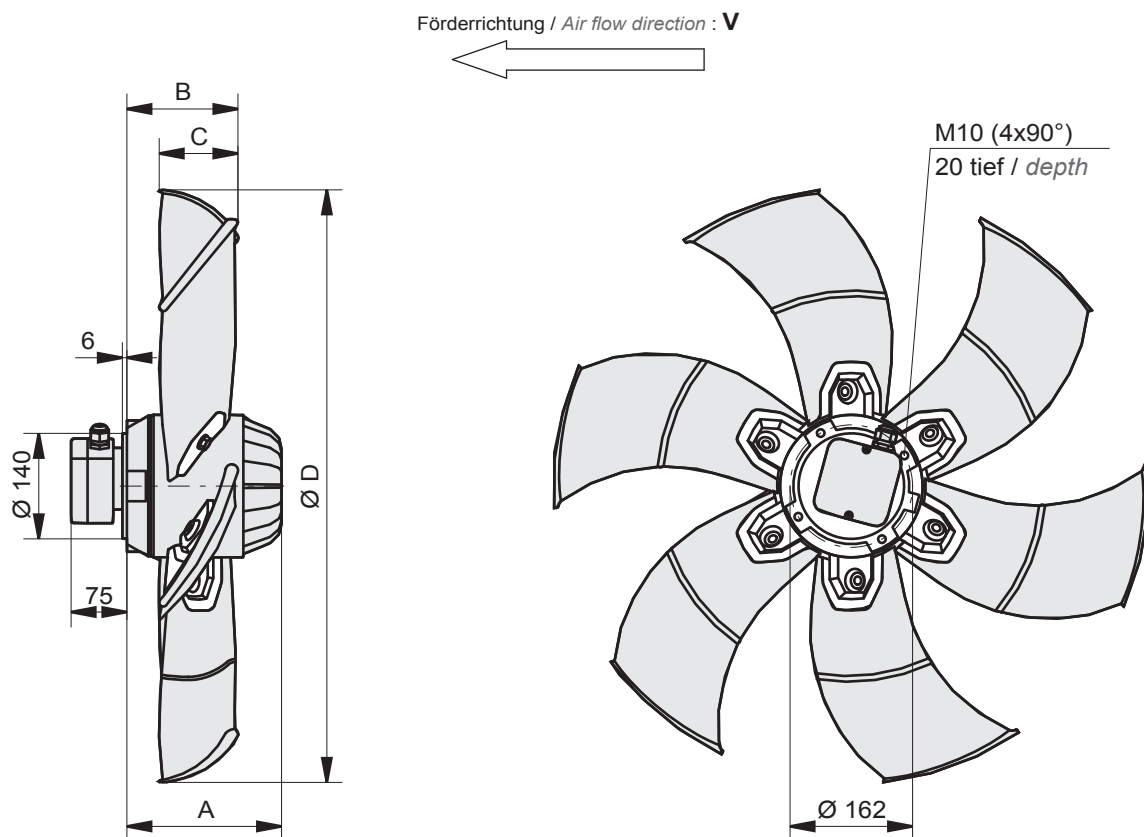 Förderrichtung / Air flow direction : V
B
C
M10 (4x90°)
20 tief / depth
6
Ø 140
Ø D
75
A
Ø 162